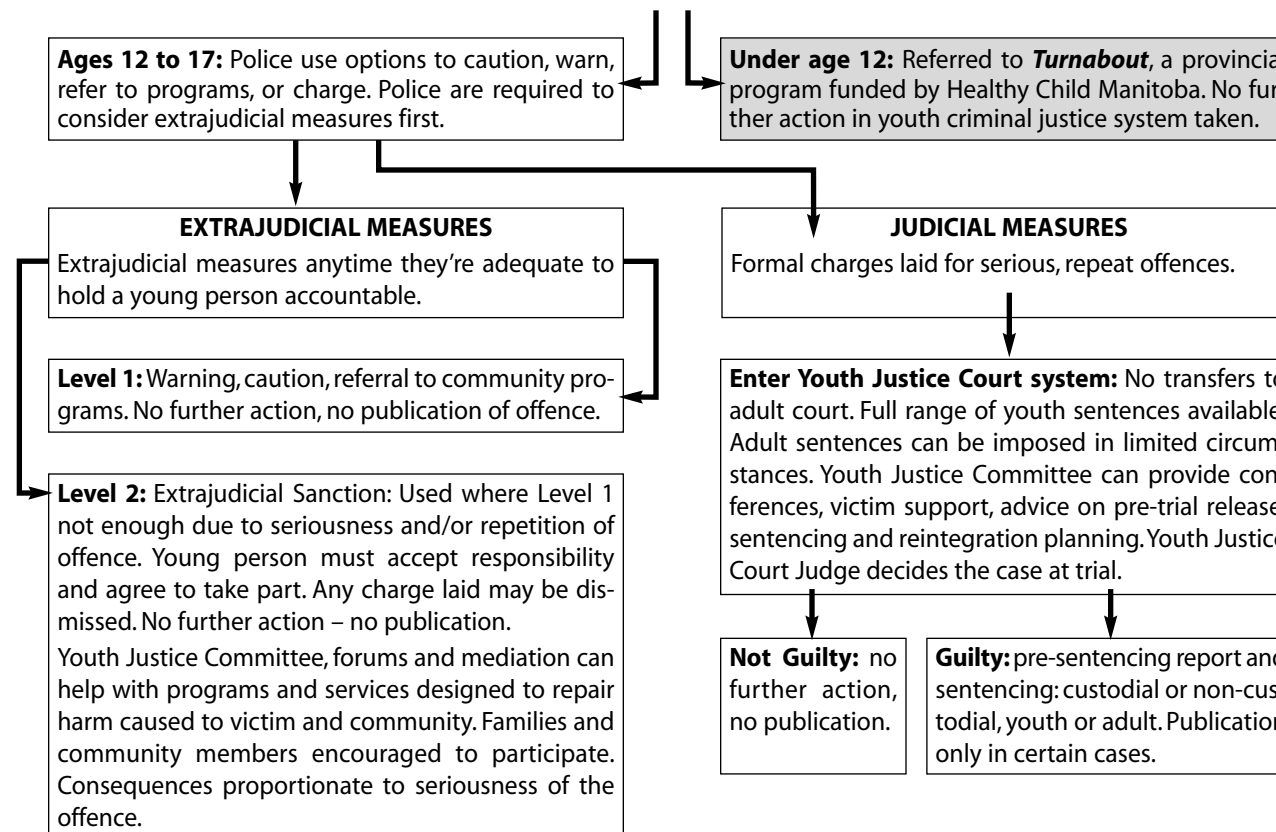 Ages 12 to 17: Police use options to caution, warn,
refer to programs, or charge. Police are required to
consider extrajudicial measures first.
Under age 12: Referred to Turnabout, a provincia
program funded by Healthy Child Manitoba. No fur
ther action in youth criminal justice system taken.
EXTRAJUDICIAL MEASURES
Extrajudicial measures anytime they're adequate to
hold a young person accountable.
JUDICIAL MEASURES
Formal charges laid for serious, repeat offences.
Level 1: Warning, caution, referral to community pro-
grams. No further action, no publication of offence.
Enter Youth Justice Court system: No transfers to
adult court. Full range of youth sentences available
Adult sentences can be imposed in limited circum
stances. Youth Justice Committee can provide con
ferences, victim support, advice on pre-trial release
sentencing and reintegration planning. Youth Justice
Court Judge decides the case at trial.
Level 2: Extrajudicial Sanction: Used where Level 1
not enough due to seriousness and/or repetition of
offence. Young person must accept responsibility
and agree to take part. Any charge laid may be dis-
missed. No further action – no publication.
Youth Justice Committee, forums and mediation can
help with programs and services designed to repair
harm caused to victim and community. Families and
community members encouraged to participate.
Consequences proportionate to seriousness of the
offence.
Not Guilty: no
further action,
no publication.
Guilty: pre-sentencing report and
sentencing: custodial or non-cus
todial, youth or adult. Publication
only in certain cases.